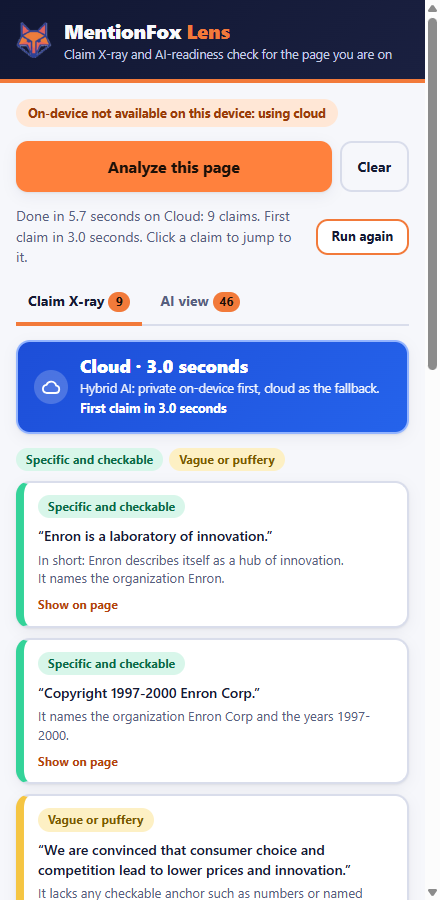 MentionFox Lens
Claim X-ray and AI-readiness check for the page you are on
On-device not available on this device: using cloud
Analyze this page
Clear
Done in 5.7 seconds on Cloud: 9 claims. First
claim in 3.0 seconds. Click a claim to jump to
it.
Run again
Claim X-ray 9
AI view 46
Cloud · 3.0 seconds
Hybrid AI: private on-device first, cloud as the fallback.
First claim in 3.0 seconds
Specific and checkable
Vague or puffery
Specific and checkable
“Enron is a laboratory of innovation.”
In short: Enron describes itself as a hub of innovation.
It names the organization Enron.
Show on page
Specific and checkable
“Copyright 1997-2000 Enron Corp.”
It names the organization Enron Corp and the years 1997-
2000.
Show on page
Vague or puffery
“We are convinced that consumer choice and
competition lead to lower prices and innovation.”
It lacks any checkable anchor such as numbers or named